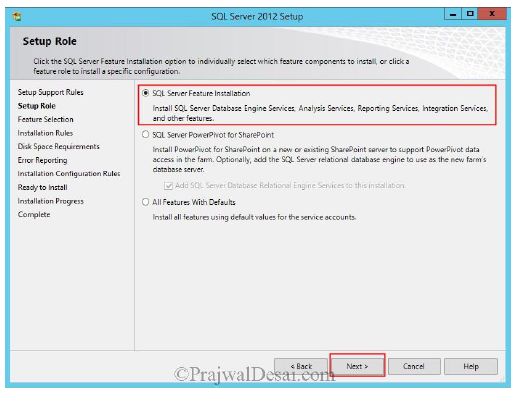 SQL Server 2012 Setup
X
Setup Role
Click the SQL Server Feature Installation option to individually select which feature components to install, or click a
feature role to install a specific configuration.
Setup Support Rules
Setup Role
Feature Selection
Installation Rules
Disk Space Requirements
Error Reporting
Installation Configuration Rules
Ready to Install
Installation Progress
Complete
SQL Server Feature Installation
Install SQL Server Database Engine Services, Analysis Services, Reporting Services, Integration Services,
and other features.
SQL Server PowerPivot for SharePoint
Install PowerPivot for SharePoint on a new or existing SharePoint server to support PowerPivot data
access in the farm. Optionally, add the SQL Server relational database engine to use as the new farm's
database server.
Add SQL Server Database Relational Engine Services to this installation.
All Features With Defaults
Install all features using default values for the service accounts.
< Back
Next >
Cancel
Help
©PrajwalDesai.com